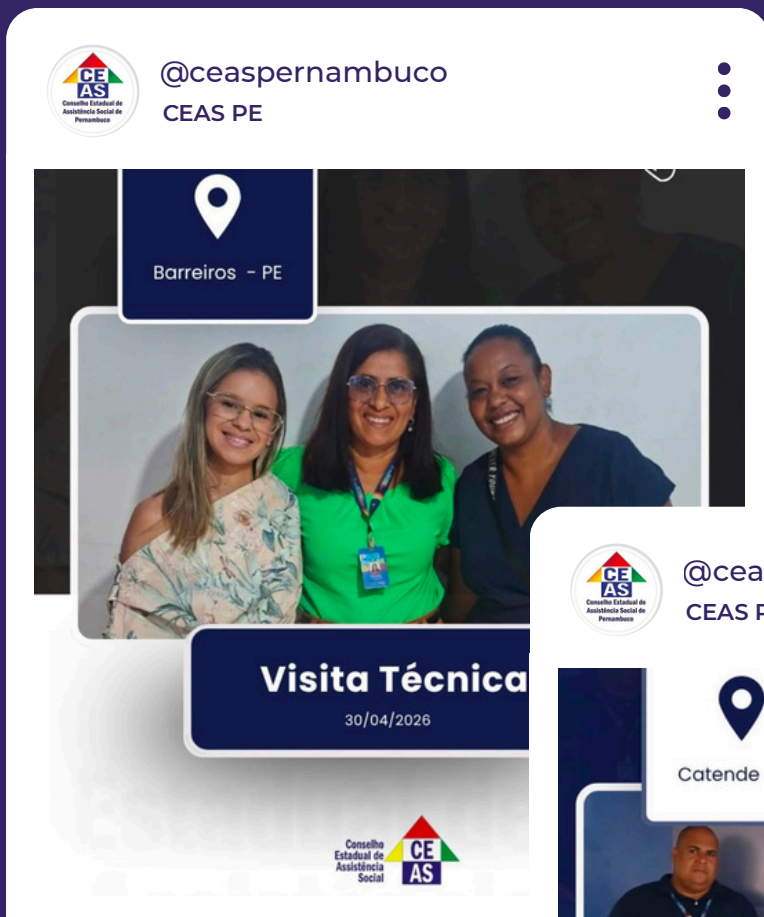 CE
AS
Conselho Estadual de
Assistência Social de
Pernambuco
@ceaspernambuco
CEAS PE
Barreiros - PE
Visita Técnica
30/04/2026
Conselho
Estadual de
Assistência
Social
CE
AS
CE
AS
Conselho Estadual de
Assistência Social de
Pernambuco
@cea
CEAS P
Catende